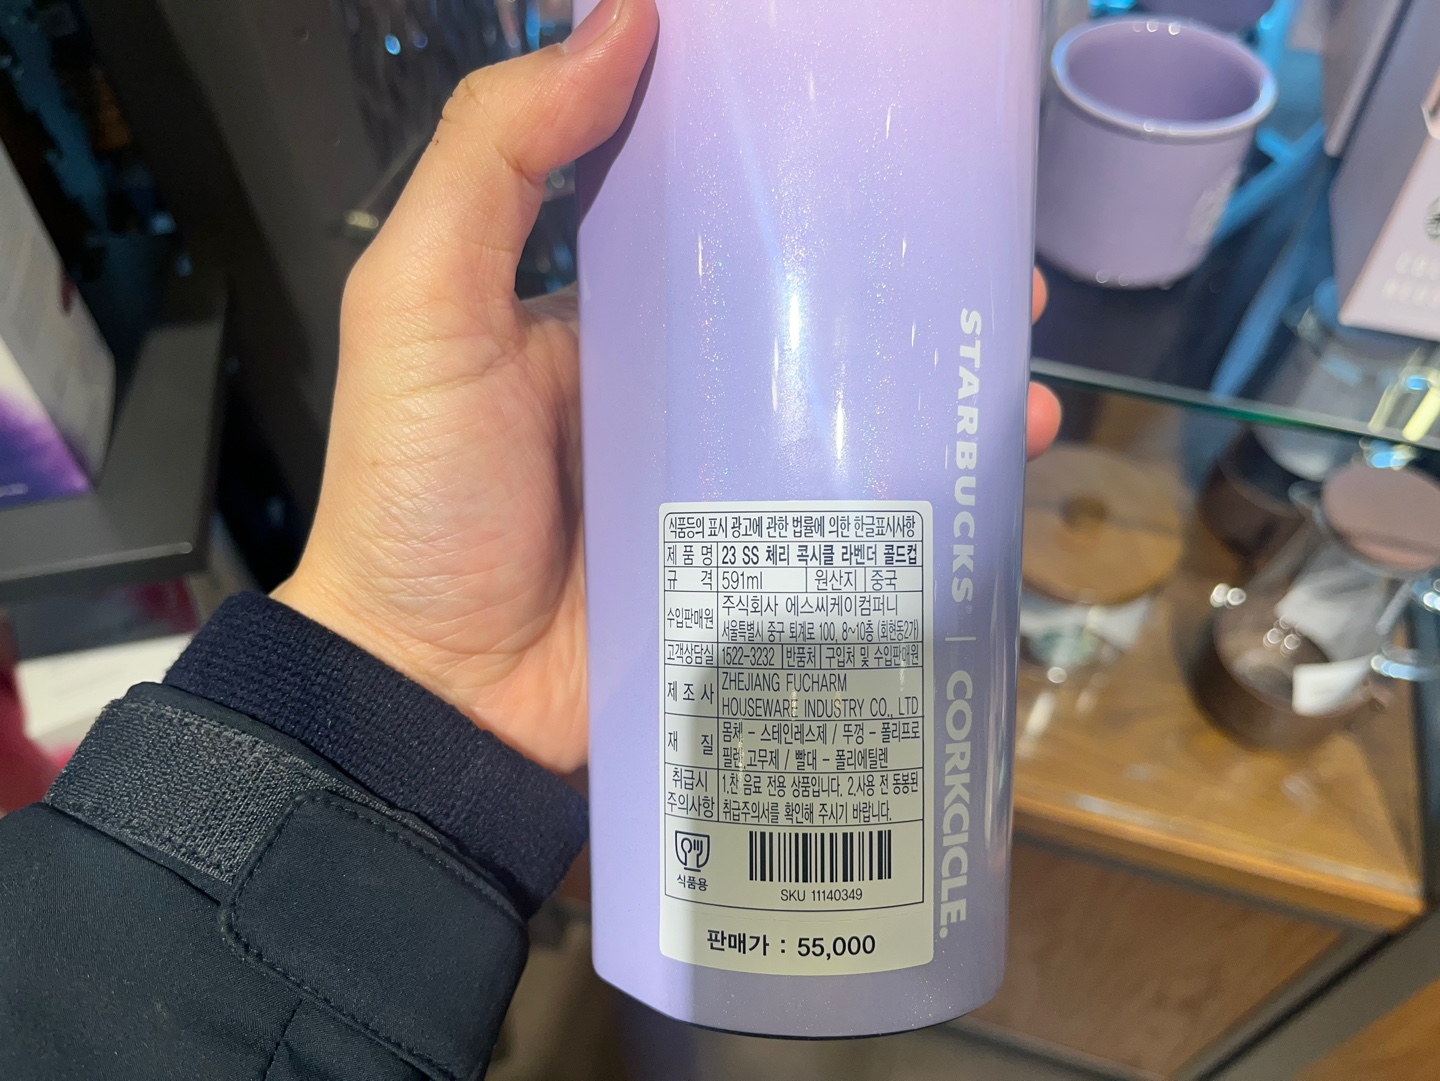 식품등의 표시 광고에 관한 법률에 의한 한글표시사항
제 품 명 23 SS 체리 콕시클 라벤더 콜드컵
규 격 591ml 원산지 중국
수입판매원 주식회사 에스씨케이컴퍼니
서울특별시 중구 퇴계로 100, 8~10층 (회현동2가)
고객상담실 1522-3232 반품처 구입처 및 수입판매원
제 조 사 ZHEJIANG FUCHARM
HOUSEWARE INDUSTRY CO., LTD
재 질 몸체 - 스테인레스제 / 뚜껑 - 폴리프로
필렌, 고무제 / 빨대 - 폴리에틸렌
취급시 1.찬 음료 전용 상품입니다. 2.사용 전 동봉된
주의사항 취급주의서를 확인해 주시기 바랍니다.
식품용
SKU 11140349
판매가 : 55,000
STARBUCKS® | CORKCICLE.